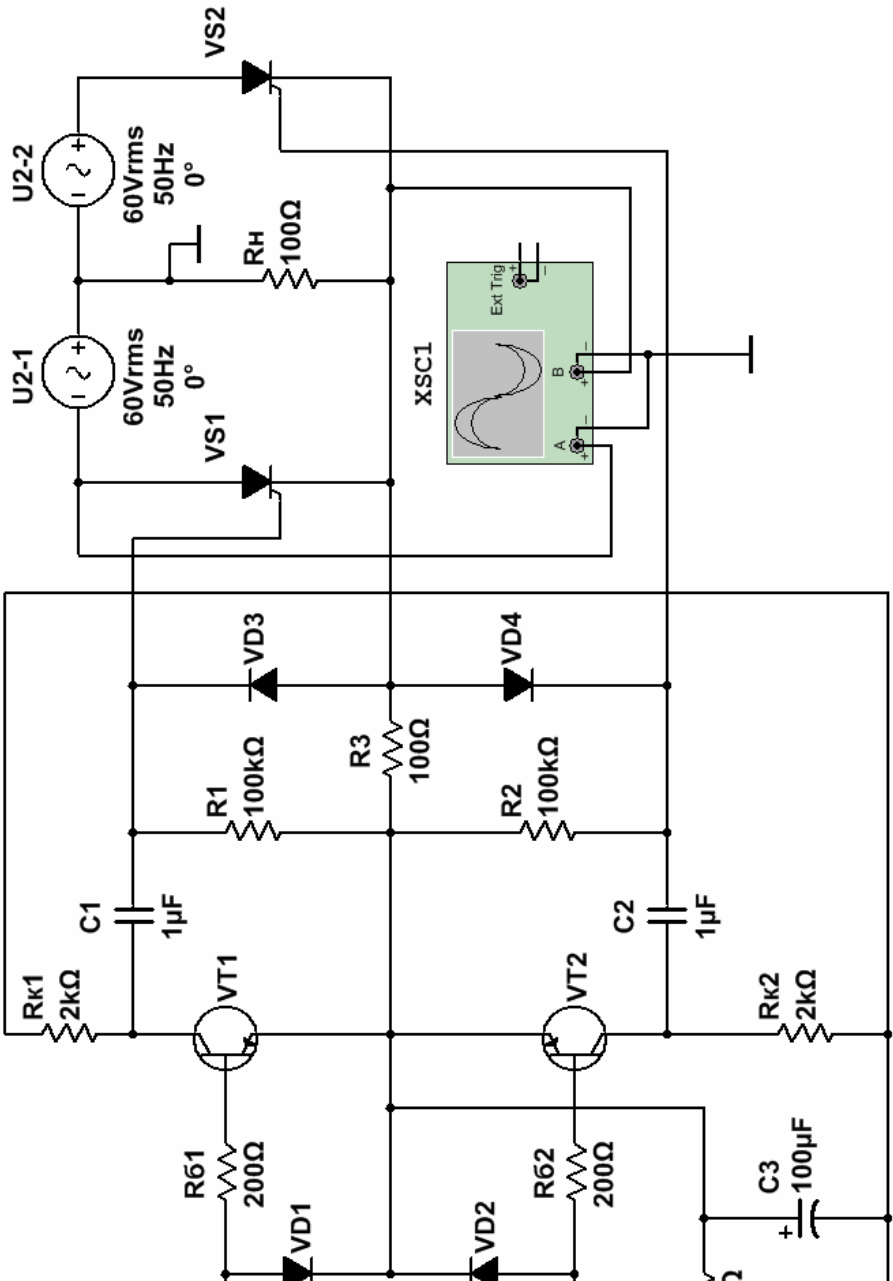 VS2
U2-2
+
−
60Vrms
50Hz
0°
Rн
100Ω
U2-1
+
−
60Vrms
50Hz
0°
VS1
XSC1
Ext Trig
+
−
A
+
−
B
+
−
VD3
VD4
R1
100kΩ
R3
100Ω
R2
100kΩ
C1
1µF
C2
1µF
Rк1
2kΩ
VT1
VT2
Rк2
2kΩ
Rб1
200Ω
Rб2
200Ω
C3
100µF
+
VD1
VD2
Ω